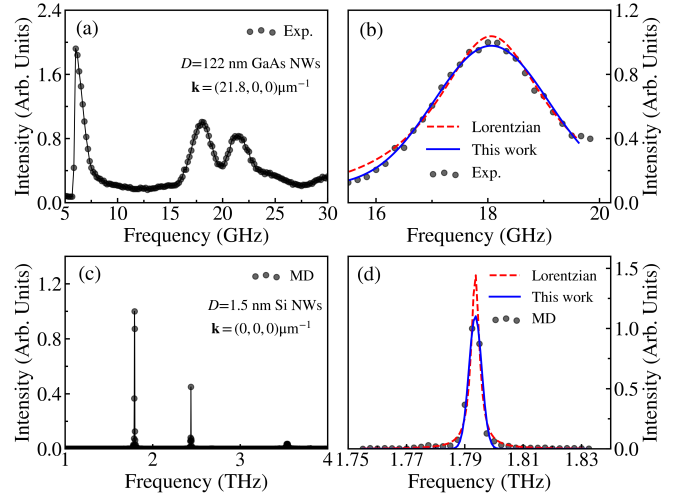 (a)
Exp.
D=122 nm GaAs NWs
k=(21.8,0,0)μm⁻¹
Intensity (Arb. Units)
2.4
1.6
0.8
0.0
5 10 15 20 25 30
Frequency (GHz)
(b)
Lorentzian
This work
Exp.
Intensity (Arb. Units)
1.2
0.8
0.4
0.0
16 18 20
Frequency (GHz)
(c)
MD
D=1.5 nm Si NWs
k=(0,0,0)μm⁻¹
Intensity (Arb. Units)
1.2
0.8
0.4
0.0
1 2 3 4
Frequency (THz)
(d)
Lorentzian
This work
MD
Intensity (Arb. Units)
1.5
1.0
0.5
0.0
1.75 1.77 1.79 1.81 1.83
Frequency (THz)